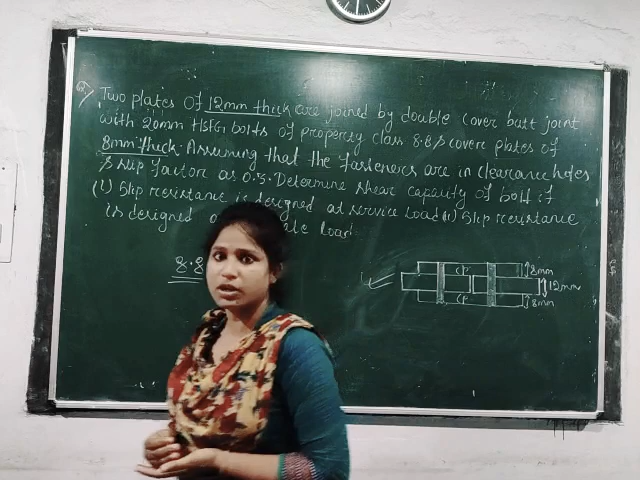 Q/ Two plates of 12mm thick are joined by double cover butt joint
with 20mm HSFG bolts of property class 8.8 & cover plates of
8mm thick. Assuming that the fasteners are in clearance holes
& slip factor as 0.5. Determine shear capacity of bolt if
(i) Slip resistance is designed at service load (ii) Slip resistance
is designed load
8.8
8mm
12mm
8mm